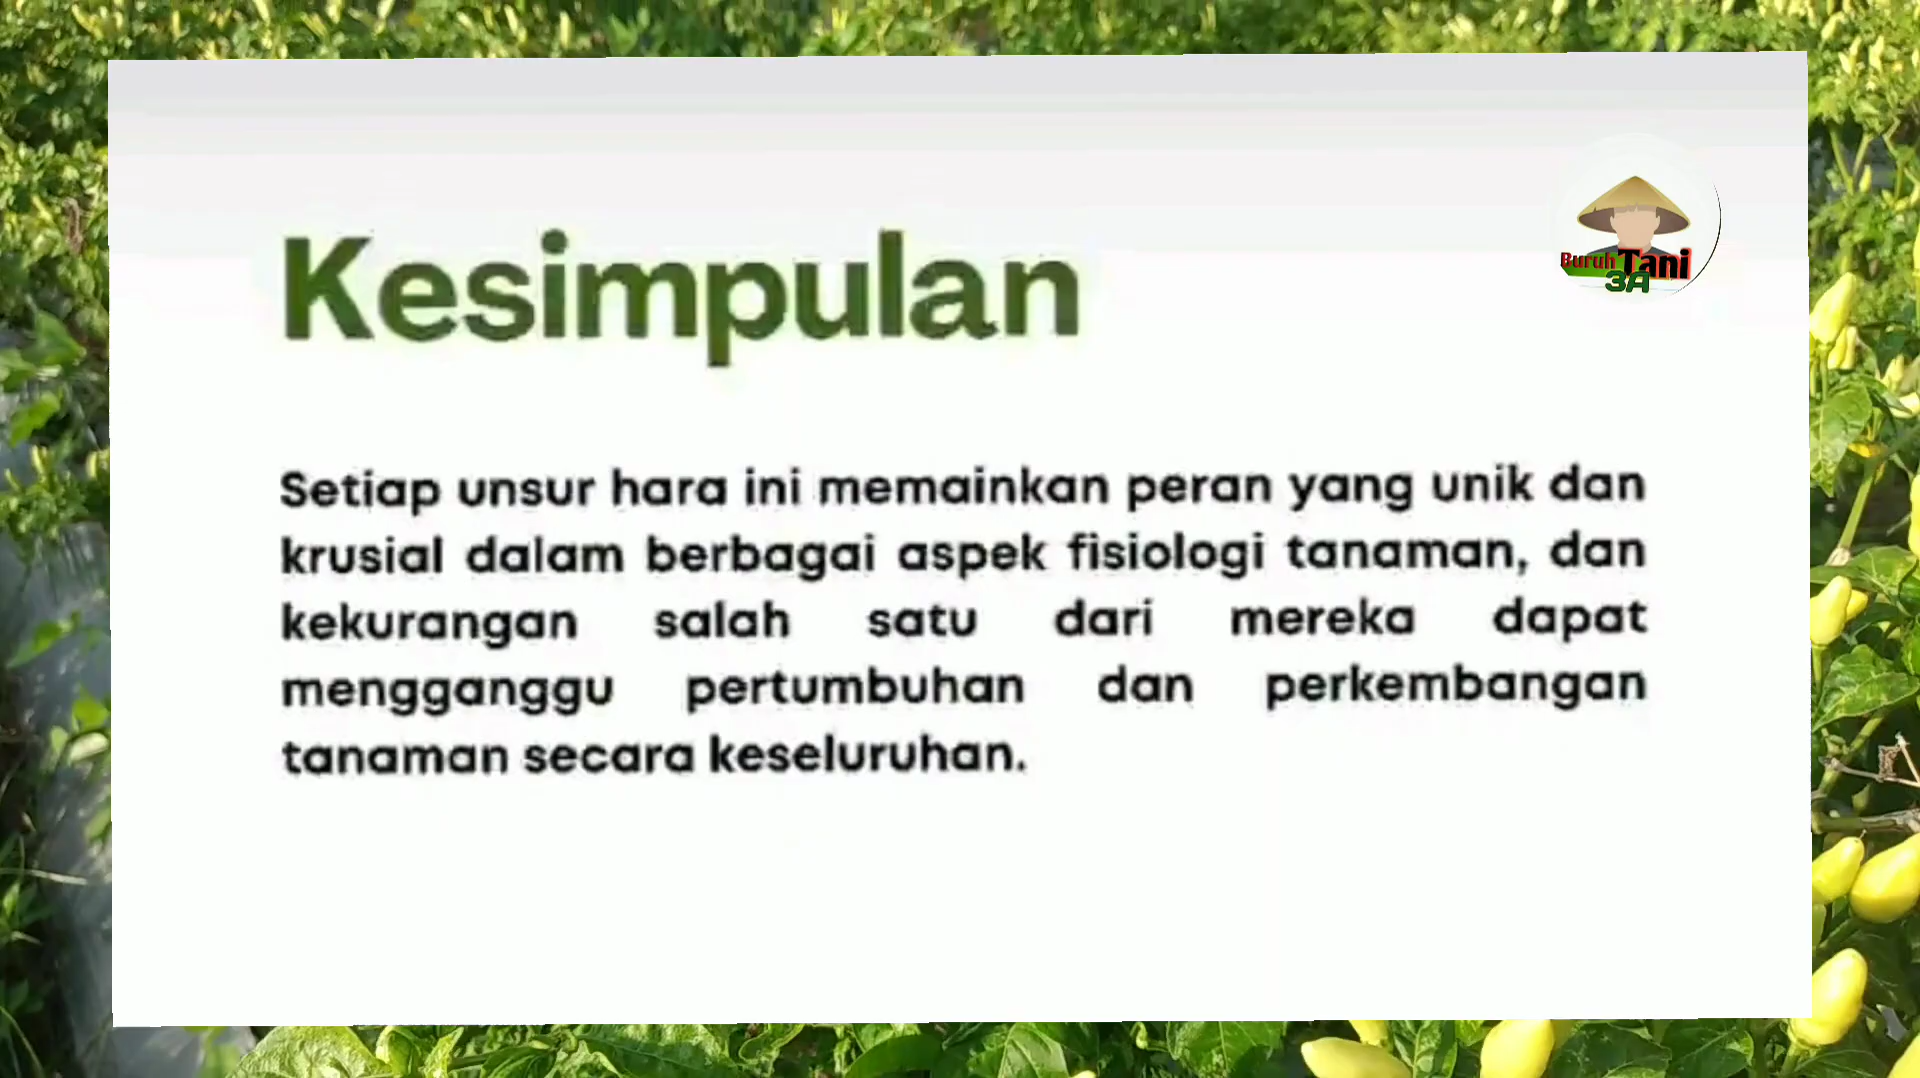 Kesimpulan
Buruh Tani
3A
Setiap unsur hara ini memainkan peran yang unik dan
krusial dalam berbagai aspek fisiologi tanaman, dan
kekurangan salah satu dari mereka dapat
mengganggu pertumbuhan dan perkembangan
tanaman secara keseluruhan.